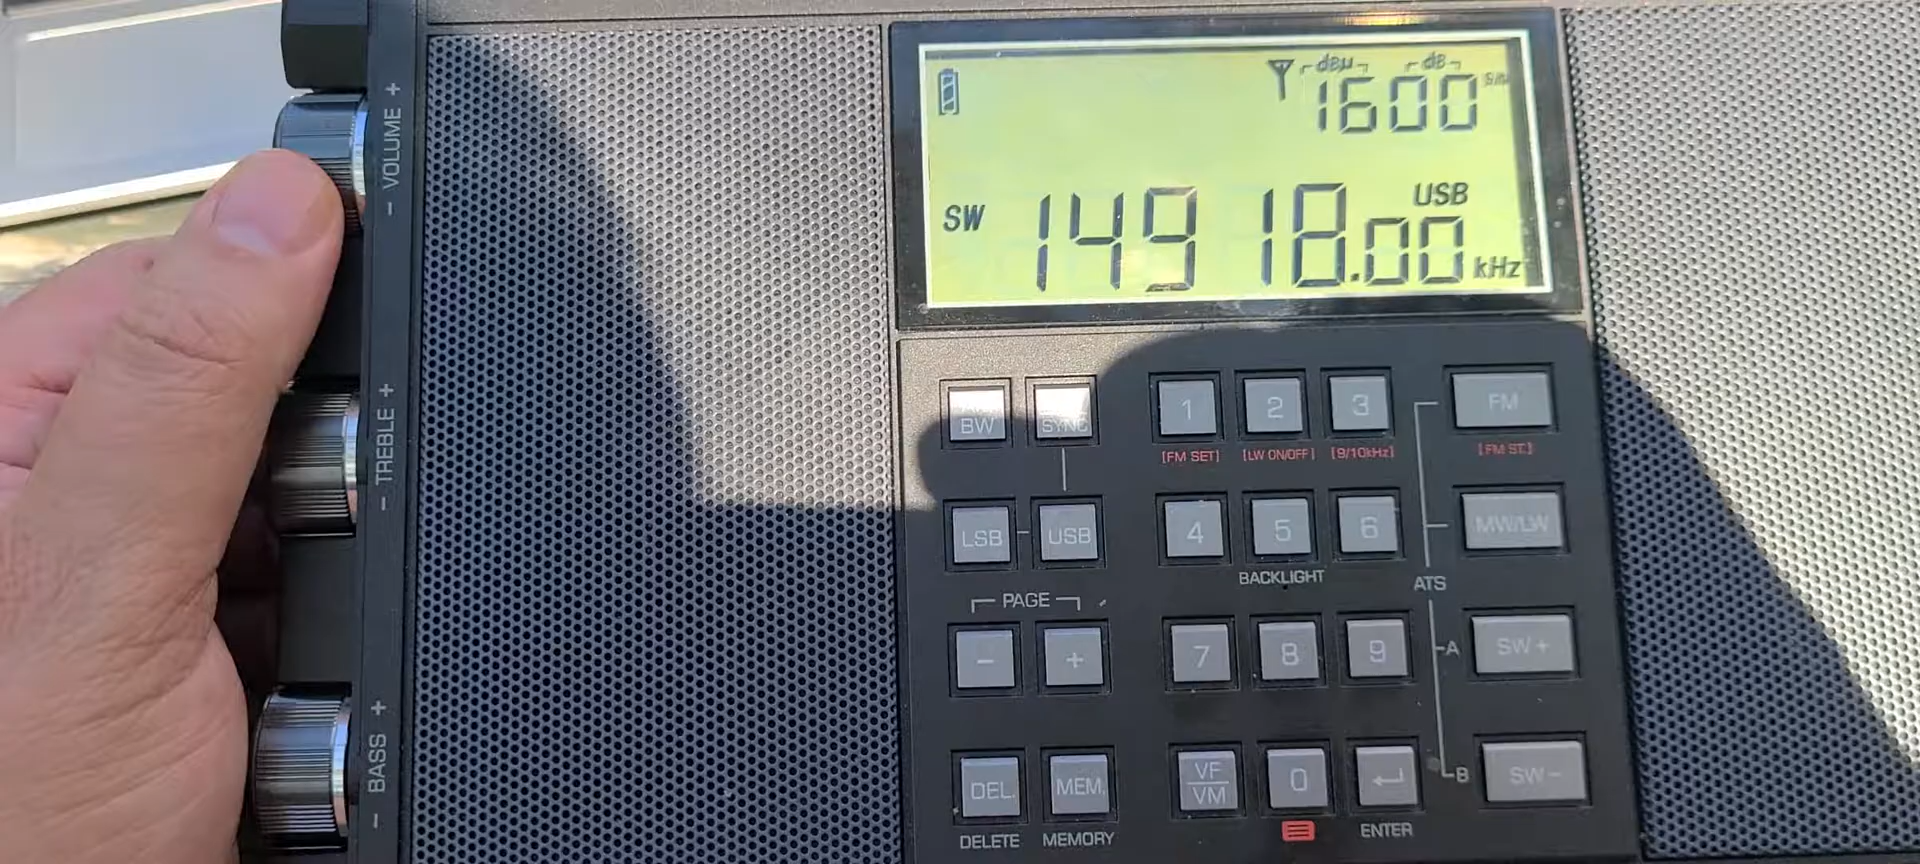 dBµ dB
1600 S/N
USB
SW 14918.00 kHz
- VOLUME +
- TREBLE +
- BASS +
BW SYNC 1 2 3 FM
[FM SET] [LW ON/OFF] [9/10kHz] [FM ST.]
LSB USB 4 5 6 MW/LW
BACKLIGHT ATS
PAGE
- + 7 8 9 A SW+
DEL. MEM. VF/VM 0 B SW-
DELETE MEMORY ENTER